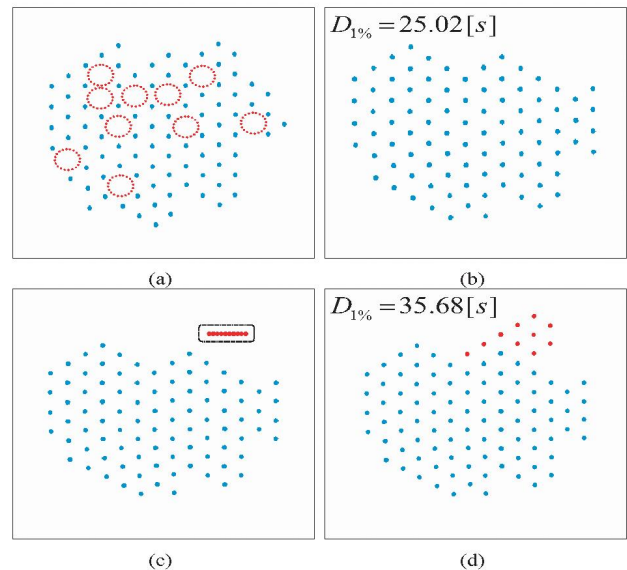 D1% = 25.02[s]
(a)
(b)
D1% = 35.68[s]
(c)
(d)